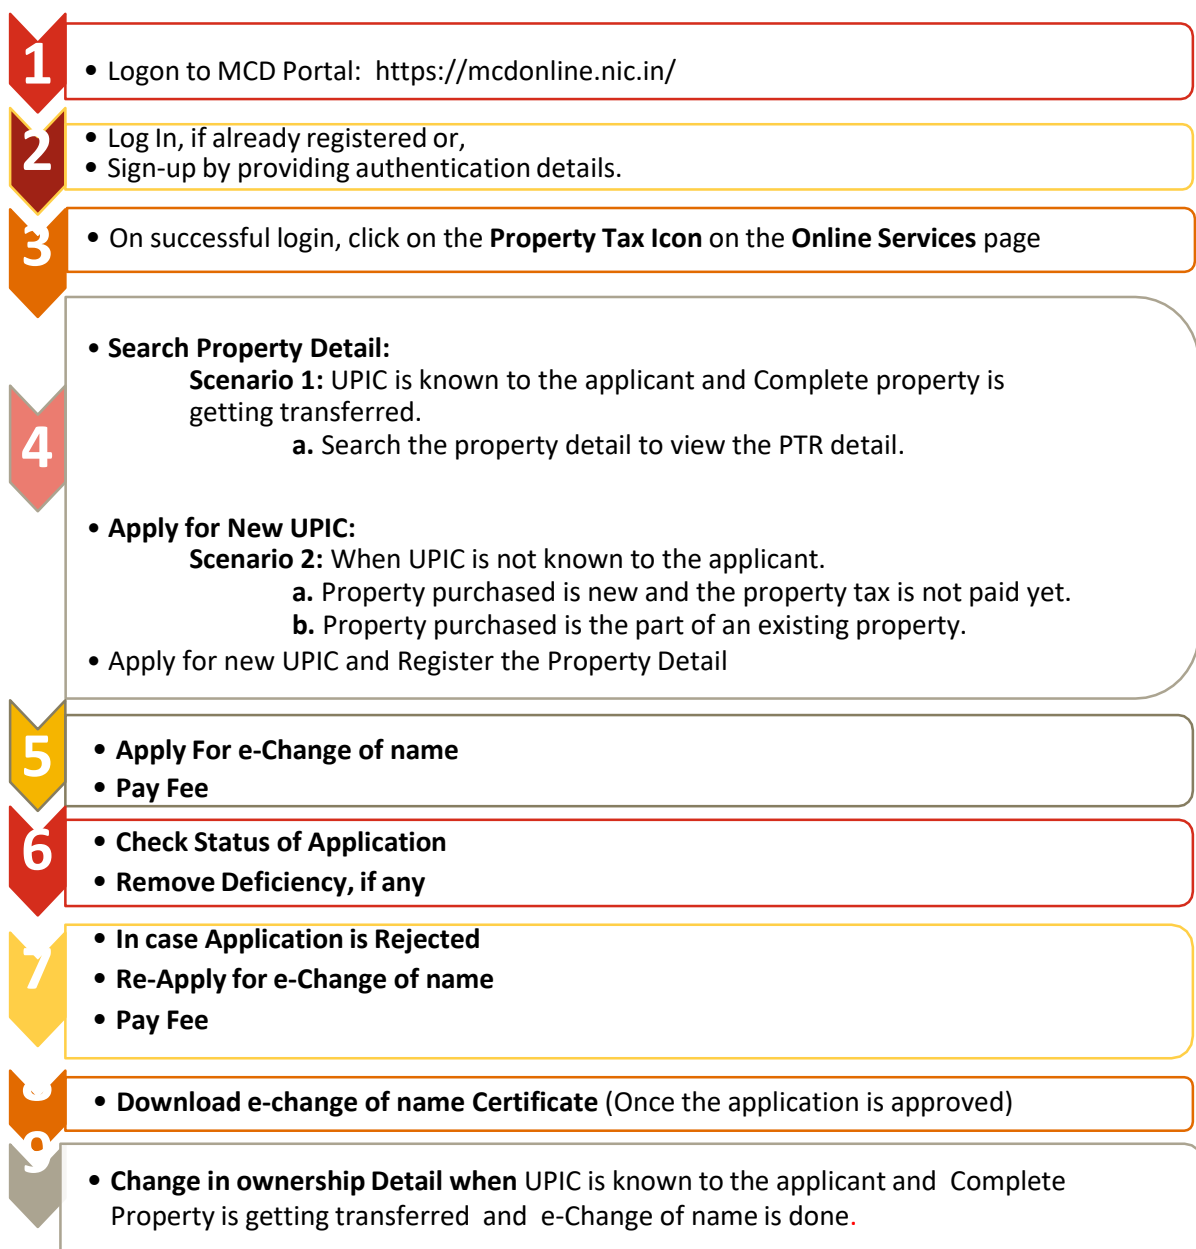 1
• Logon to MCD Portal: https://mcdonline.nic.in/
2
• Log In, if already registered or,
• Sign-up by providing authentication details.
3
• On successful login, click on the Property Tax Icon on the Online Services page
4
• Search Property Detail:
Scenario 1: UPIC is known to the applicant and Complete property is
getting transferred.
a. Search the property detail to view the PTR detail.
• Apply for New UPIC:
Scenario 2: When UPIC is not known to the applicant.
a. Property purchased is new and the property tax is not paid yet.
b. Property purchased is the part of an existing property.
• Apply for new UPIC and Register the Property Detail
5
• Apply For e-Change of name
• Pay Fee
6
• Check Status of Application
• Remove Deficiency, if any
7
• In case Application is Rejected
• Re-Apply for e-Change of name
• Pay Fee
8
• Download e-change of name Certificate (Once the application is approved)
9
• Change in ownership Detail when UPIC is known to the applicant and Complete
Property is getting transferred and e-Change of name is done.